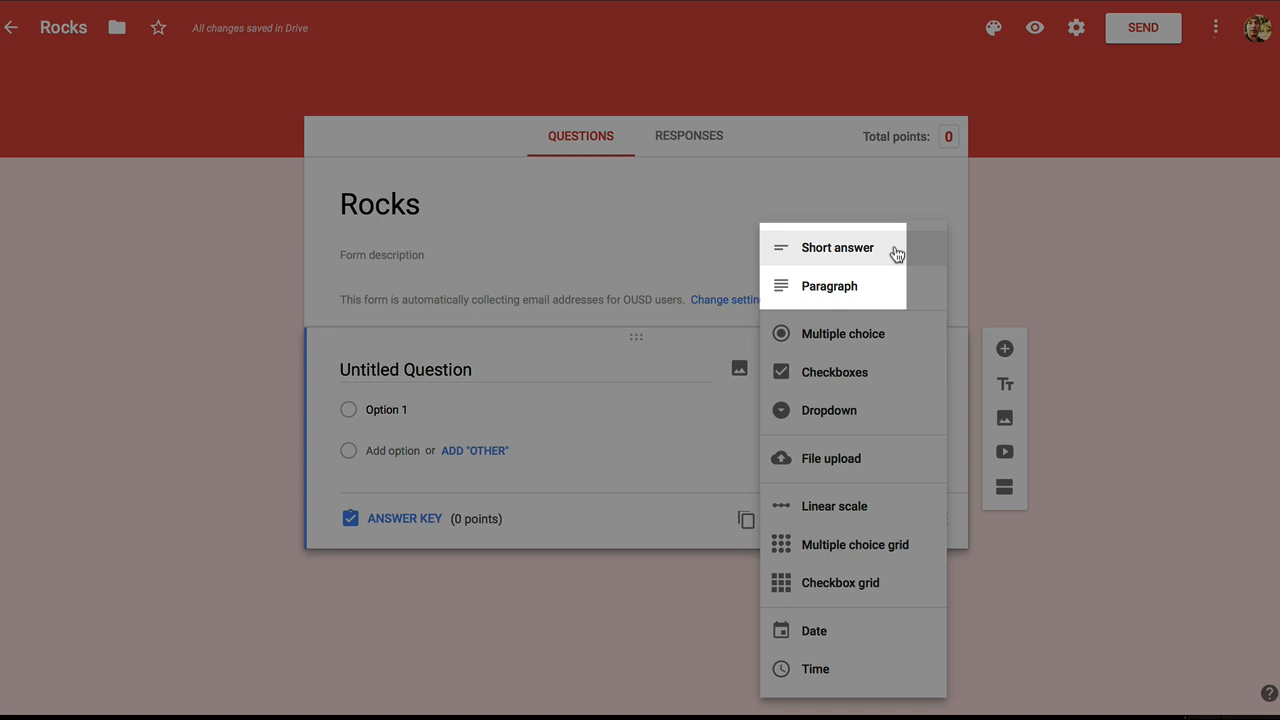 Rocks
All changes saved in Drive
SEND
QUESTIONS
RESPONSES
Total points: 0
Rocks
Form description
This form is automatically collecting email addresses for OUSD users. Change
Untitled Question
Option 1
Add option or ADD "OTHER"
ANSWER KEY (0 points)
Short answer
Paragraph
Multiple choice
Checkboxes
Dropdown
File upload
Linear scale
Multiple choice grid
Checkbox grid
Date
Time
Tт
?